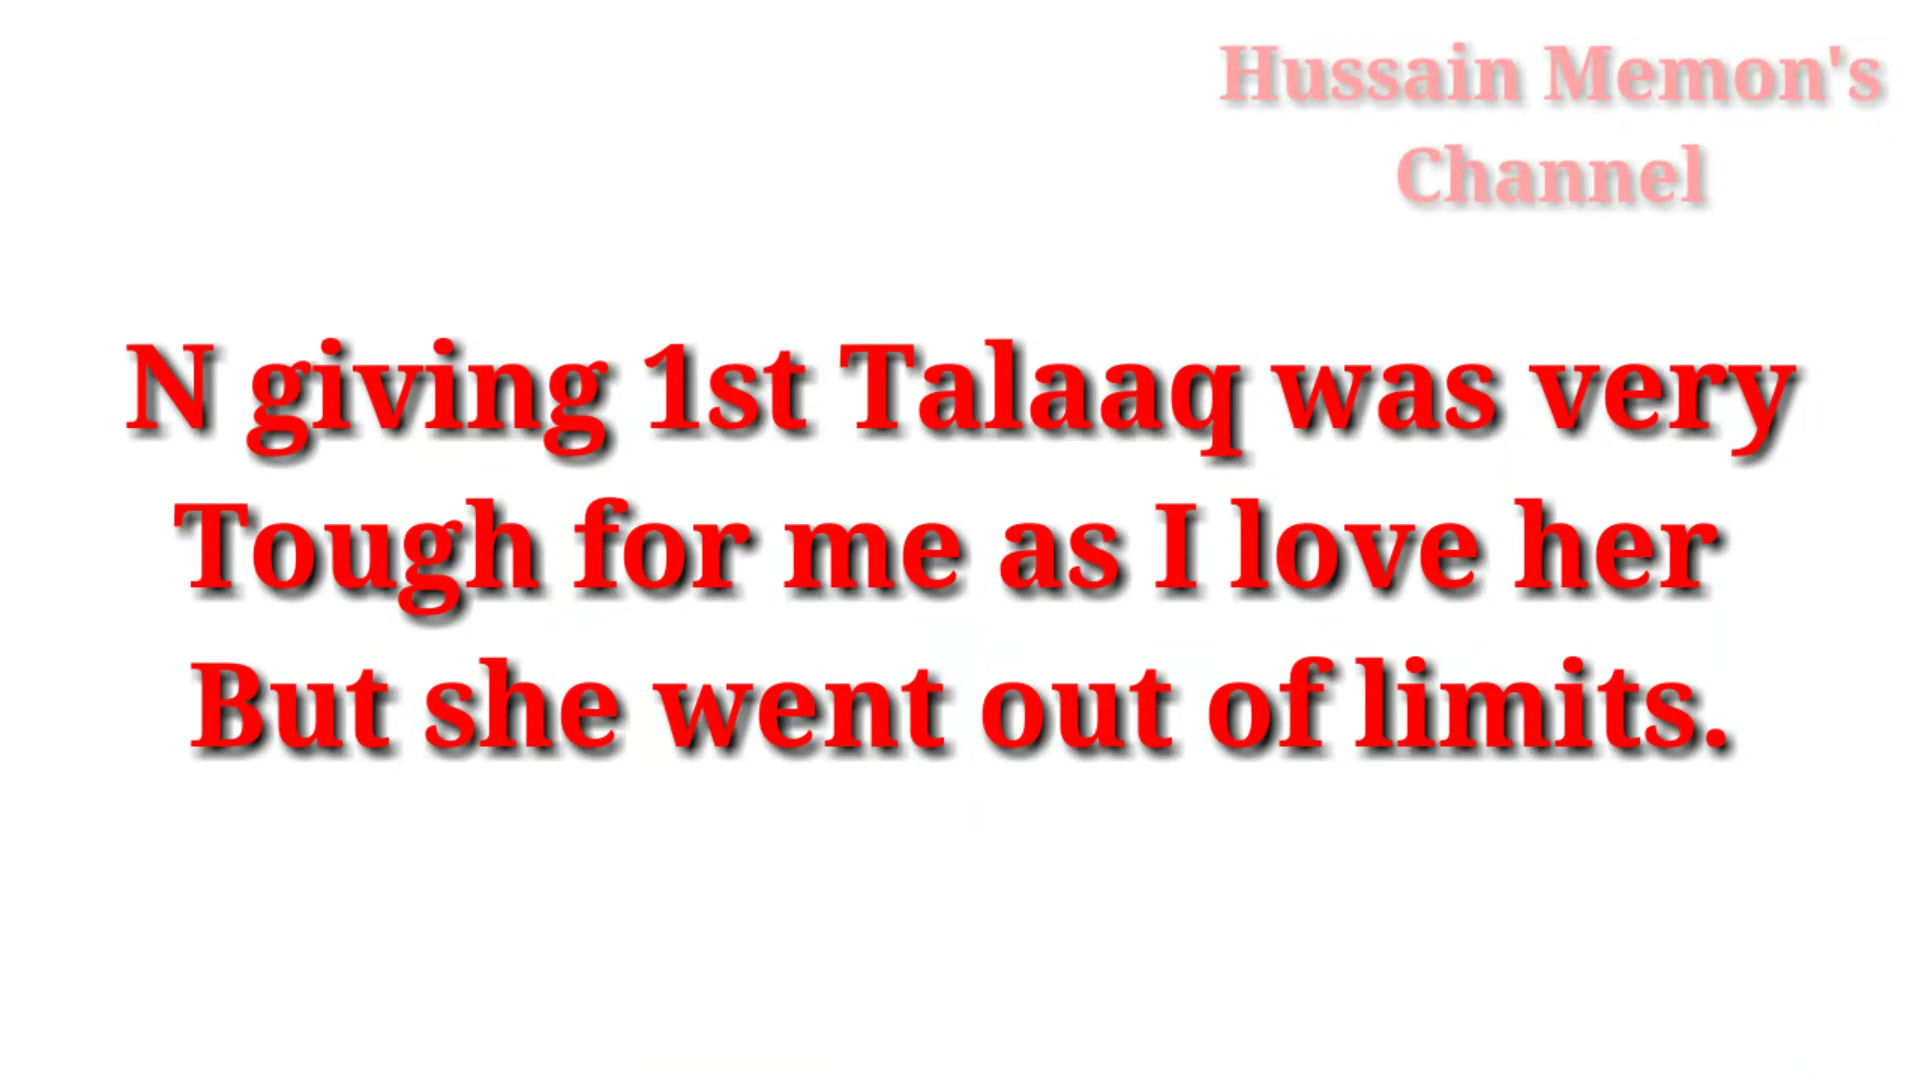 Hussain Memon's
Channel
N giving 1st Talaaq was very
Tough for me as I love her
But she went out of limits.